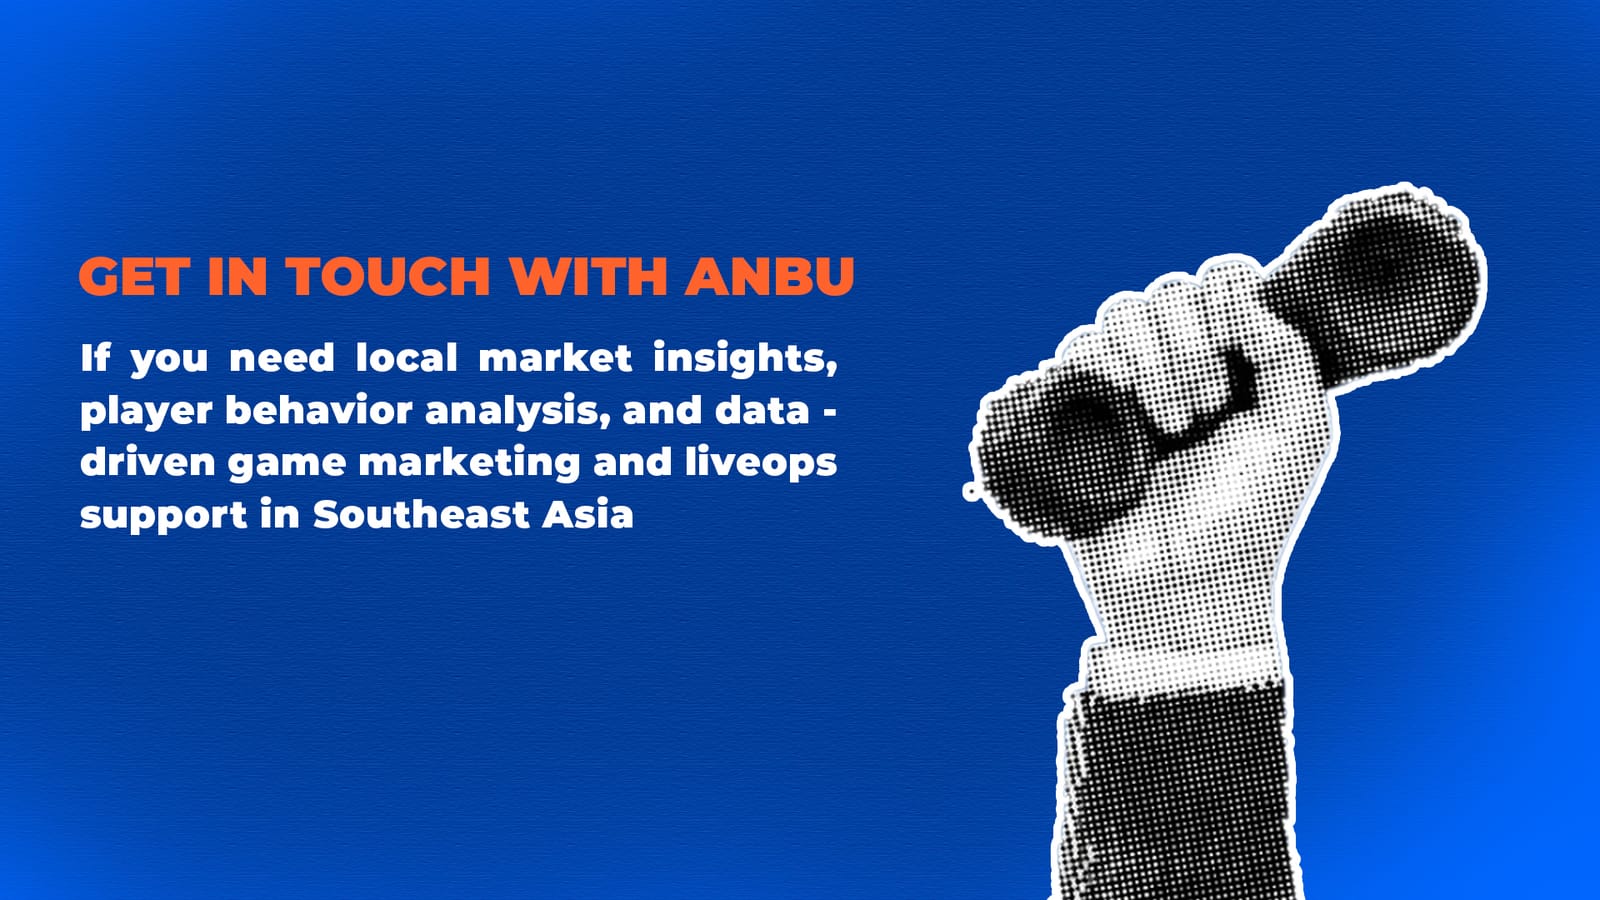 GET IN TOUCH WITH ANBU
If you need local market insights,
player behavior analysis, and data -
driven game marketing and liveops
support in Southeast Asia